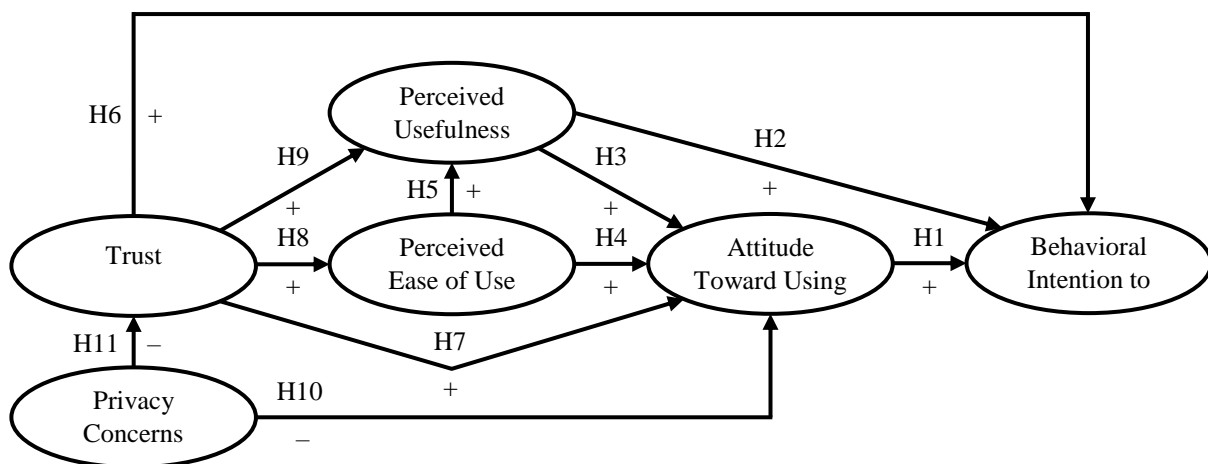 Perceived
Usefulness
H6
+
H2
H9
H3
+
H5
+
+
+
Trust
H8
+
Perceived
Ease of Use
H4
+
Attitude
Toward Using
H1
+
Behavioral
Intention to
H11
–
H7
+
Privacy
Concerns
H10
–